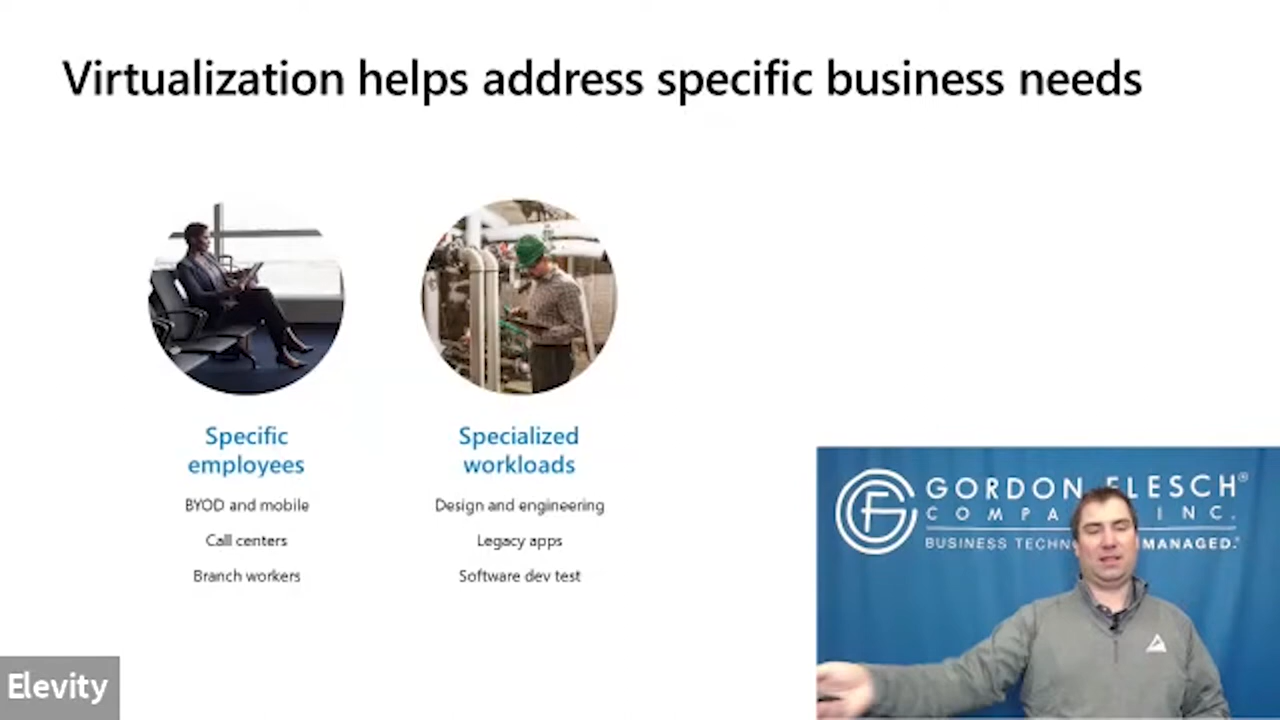 Virtualization helps address specific business needs
Specific
employees
BYOD and mobile
Call centers
Branch workers
Specialized
workloads
Design and engineering
Legacy apps
Software dev test
GORDON FLESCH®
COMPA INC.
BUSINESS TECHN MANAGED.®
Elevity